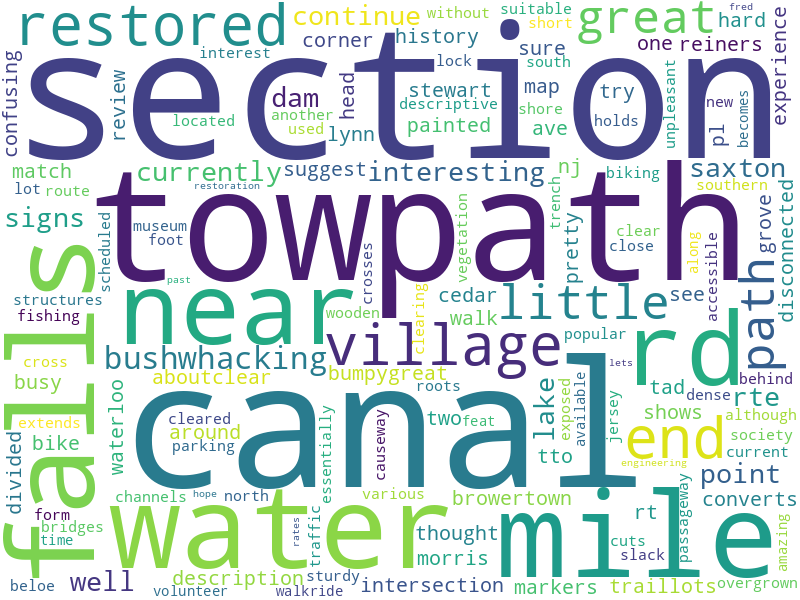 restored
continue
without
suitable
short
great
fred
hard
section
interest
corner
history
sure
south
one
reiners
experience
confusing
review
located
dam
another
used
head
lock
stewart
descriptive
painted
map
shore
ave
try
holds
unpleasant
new
pl
becomes
lynn
match
lot
route
currently
restoration
suggest
interesting
nj
biking
saxton
southern
signs
scheduled
towpath
museum
foot
crosses
vegetation
trench
pretty
clear
close
along
accessible
grove
disconnected
falls
structures
fishing
near
past
wooden
clearing
cedar
walk
little
see
path
cross
busy
bushwhacking
aboutclear
village
bumpygreat
popular
lets
rd
behind
extends
bike
waterloo
canal
cleared
around
parking
roots
two
feat
lake
exposed
available
jersey
tad
dense
rte
shows
although
society
current
divided
form
bridges
time
channels
hope
north
essentially
causeway
various
tto
browertown
end
engineering
point
converts
water
rates
traffic
thought
morris
mile
rt
cuts
slack
passageway
amazing
beloe
well
description
volunteer
sturdy
walkride
intersection
markers
traillots
overgrown